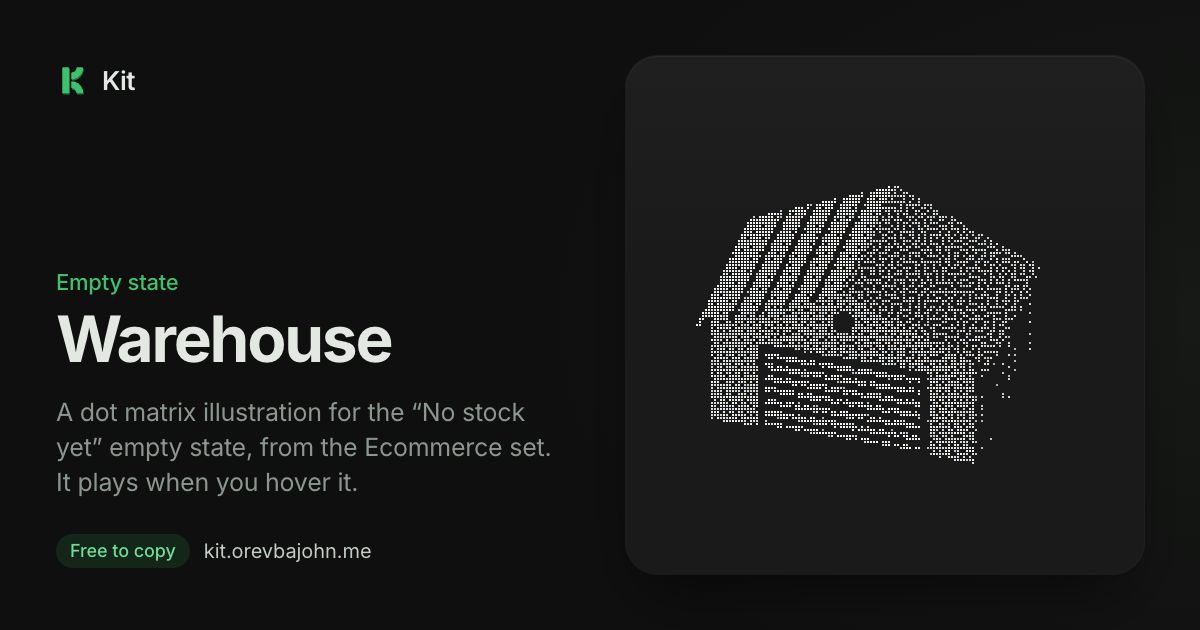 Kit
Empty state
Warehouse
A dot matrix illustration for the “No stock
yet” empty state, from the Ecommerce set.
It plays when you hover it.
Free to copy
kit.orevbajohn.me